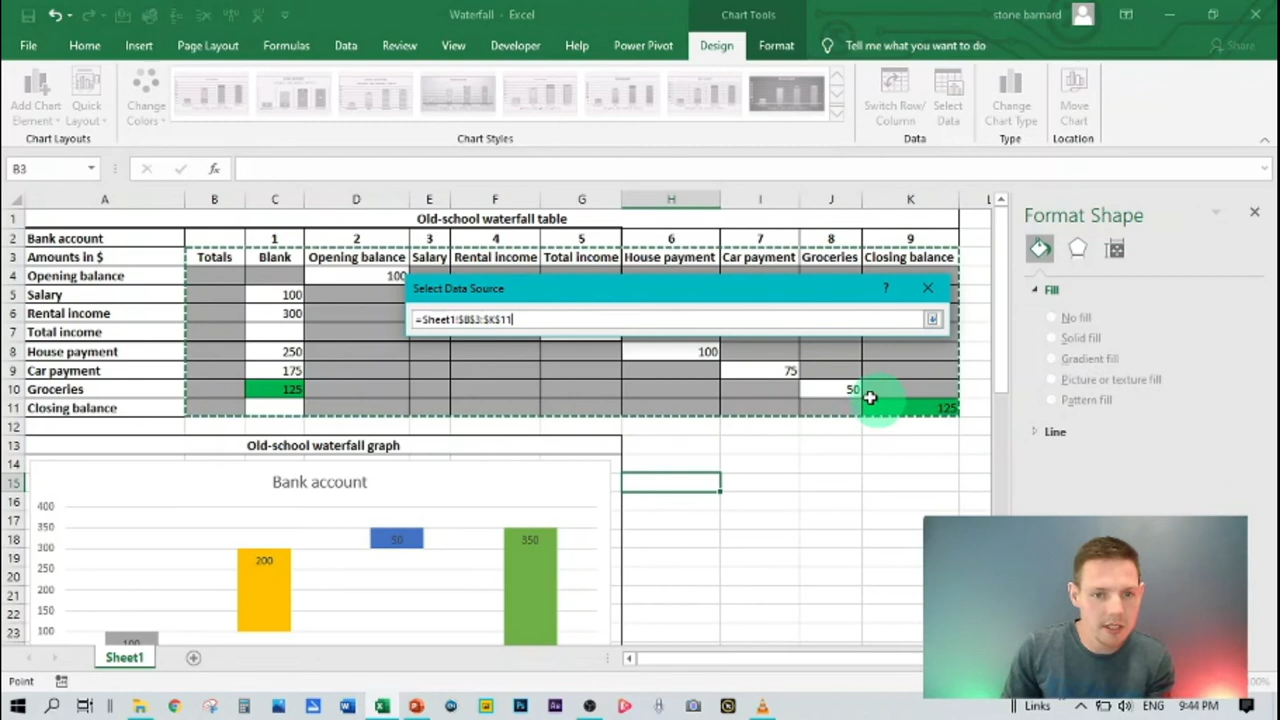 Waterfall - Excel
Chart Tools
stone barnard
File Home Insert Page Layout Formulas Data Review View Developer Help Power Pivot Design Format Tell me what you want to do Share
Add Chart Element
Quick Layout
Change Colors
Switch Row/ Column
Select Data
Change Chart Type
Move Chart
Chart Layouts Chart Styles Data Type Location
B3 fx
A B C D E F G H I J K L
1 Old-school waterfall table
2 Bank account 1 2 3 4 5 6 7 8 9
3 Amounts in $ Totals Blank Opening balance Salary Rental income Total income House payment Car payment Groceries Closing balance
4 Opening balance 100
Select Data Source ?
5 Salary 100
6 Rental income 300
=Sheet1!$B$3:$K$11
7 Total income
8 House payment 250 100
9 Car payment 175 75
10 Groceries 125 50
11 Closing balance 125
12
13 Old-school waterfall graph
14
15
16
17
18
19
20
21
22
23
Bank account
400
350
300
250
200
150
100
100
200
50
350
Format Shape
Fill
No fill
Solid fill
Gradient fill
Picture or texture fill
Pattern fill
Line
Sheet1
Point
100%
Links ENG 9:44 PM